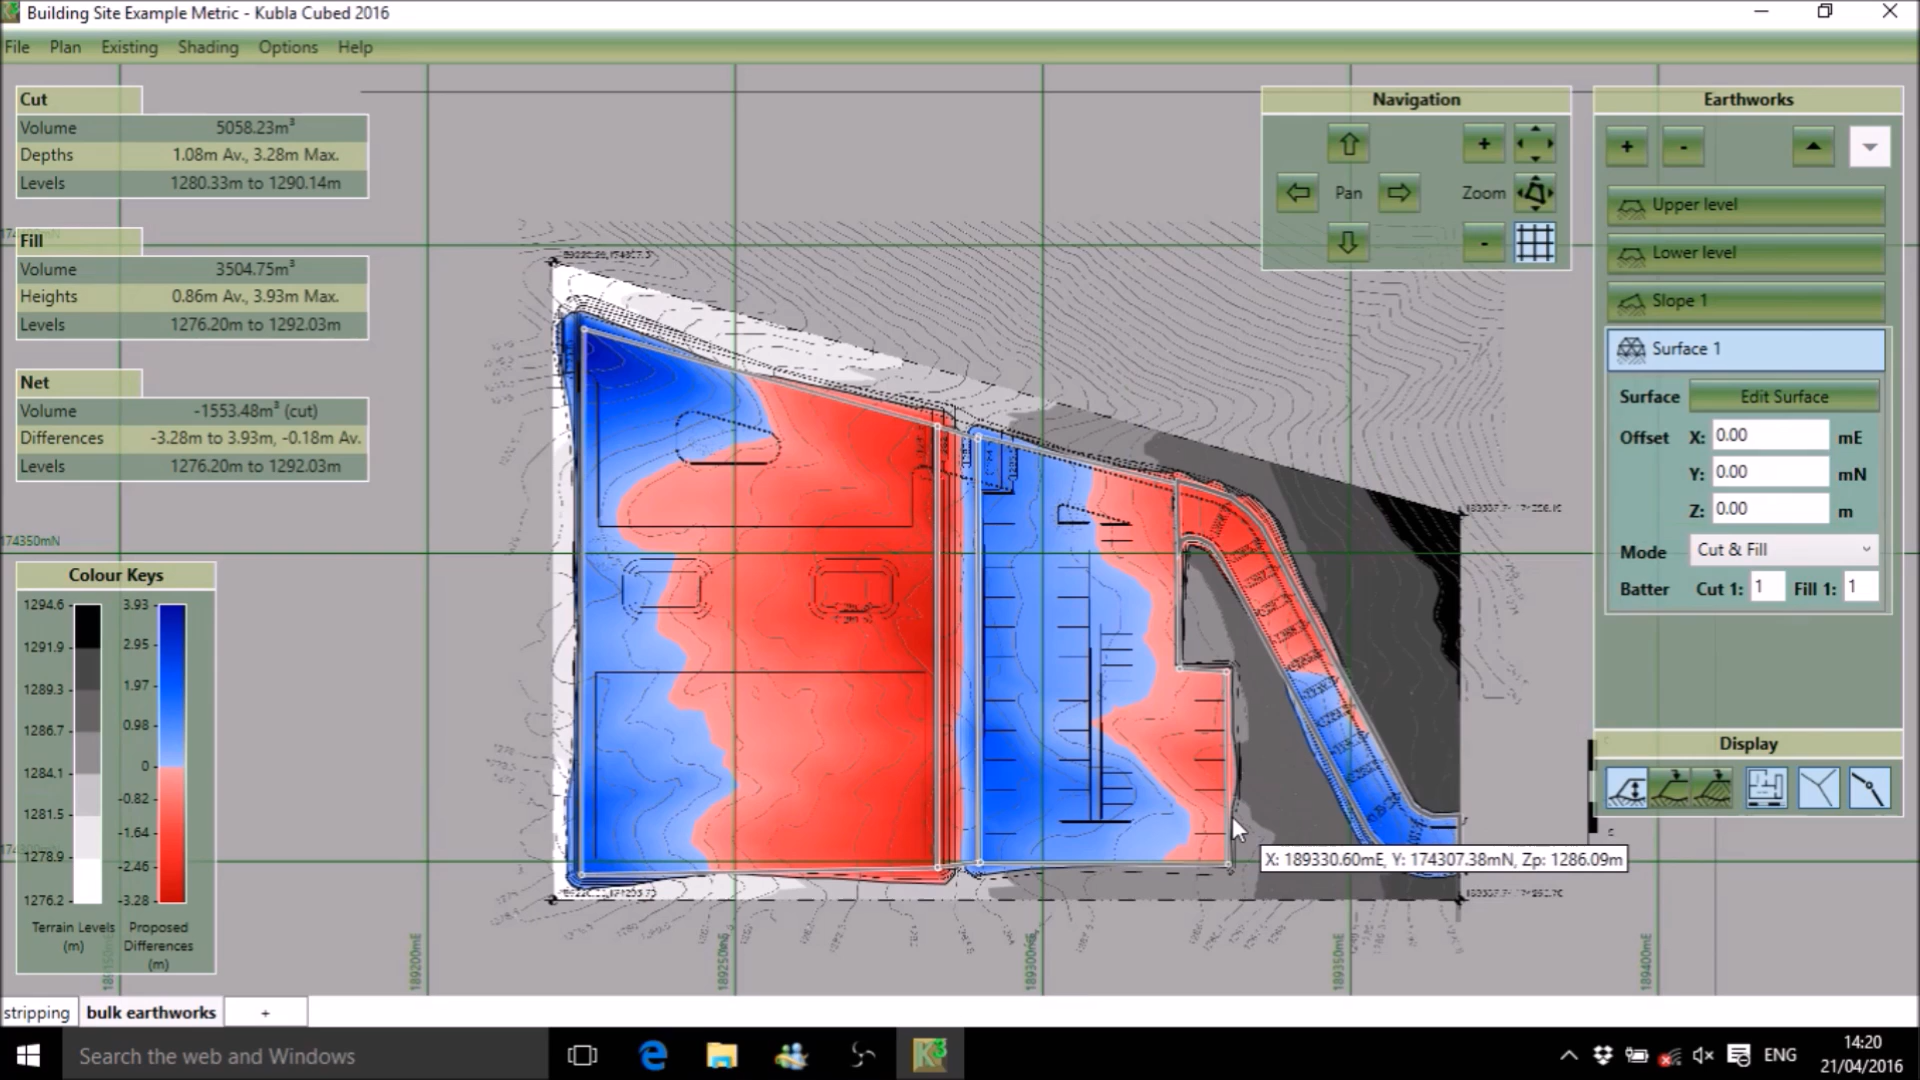 Building Site Example Metric - Kubla Cubed 2016
File Plan Existing Shading Options Help
Cut
Volume 5058.23m³
Depths 1.08m Av., 3.28m Max.
Levels 1280.33m to 1290.14m
Fill
Volume 3504.75m³
Heights 0.86m Av., 3.93m Max.
Levels 1276.20m to 1292.03m
Net
Volume -1553.48m³ (cut)
Differences -3.28m to 3.93m, -0.18m Av.
Levels 1276.20m to 1292.03m
174350mN
Colour Keys
1294.6 3.93
1291.9 2.95
1289.3 1.97
1286.7 0.98
1284.1 0
1281.5 -0.82
1278.9 -1.64
1276.2 -2.46
-3.28
Terrain Levels (m)
Proposed Differences (m)
189200mE
189250mE
189300mE
189350mE
189400mE
Navigation
Pan Zoom
+
-
Earthworks
+ -
Upper level
Lower level
Slope 1
Surface 1
Surface Edit Surface
Offset X: 0.00 mE
Y: 0.00 mN
Z: 0.00 m
Mode Cut & Fill
Batter Cut 1: 1 Fill 1: 1
Display
X: 189330.60mE, Y: 174307.38mN, Zp: 1286.09m
stripping bulk earthworks +
Search the web and Windows
ENG
14:20
21/04/2016